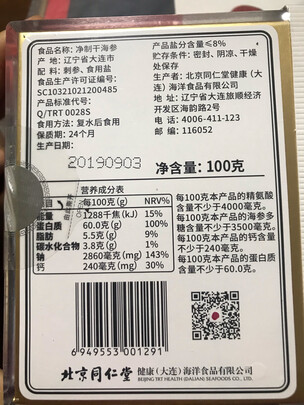 食品名称：净制干海参
产　　地：辽宁省大连市
配　　料：刺参、食用盐
食品生产许可证编号：
SC10321021200485
产品标准代号：
Q/TRT 0028S
食用方式：复水后食用
保质期：24个月
生产日期：
20190903
产品盐分含量≤8%
贮存条件：密封、阴凉、干燥
处保存
生产商：北京同仁堂健康（大
连）海洋食品有限公司
地址：辽宁省大连旅顺经济
开发区海韵北路
电话：4006-411-123
邮编：116052
净含量：100克
营养成分表
项目 每100克(g) NRV%
能量 1288千焦(kJ) 15%
蛋白质 60.0克(g) 100%
脂肪 5.5克(g) 9%
碳水化合物 3.8克(g) 1%
钠 2860毫克(mg) 143%
钙 240毫克(mg) 30%
每100克本产品的精氨酸
含量不少于4000毫克。
每100克本产品的海参多
糖含量不少于3500毫克。
每100克本产品的钙含量
不少于240毫克。
每100克本产品的蛋白质
含量不少于60.0克。
6 949553 001291
北京同仁堂 健康（大连）海洋食品有限公司
BEIJING TRT HEALTH (DALIAN) SEAFOODS CO., LTD.